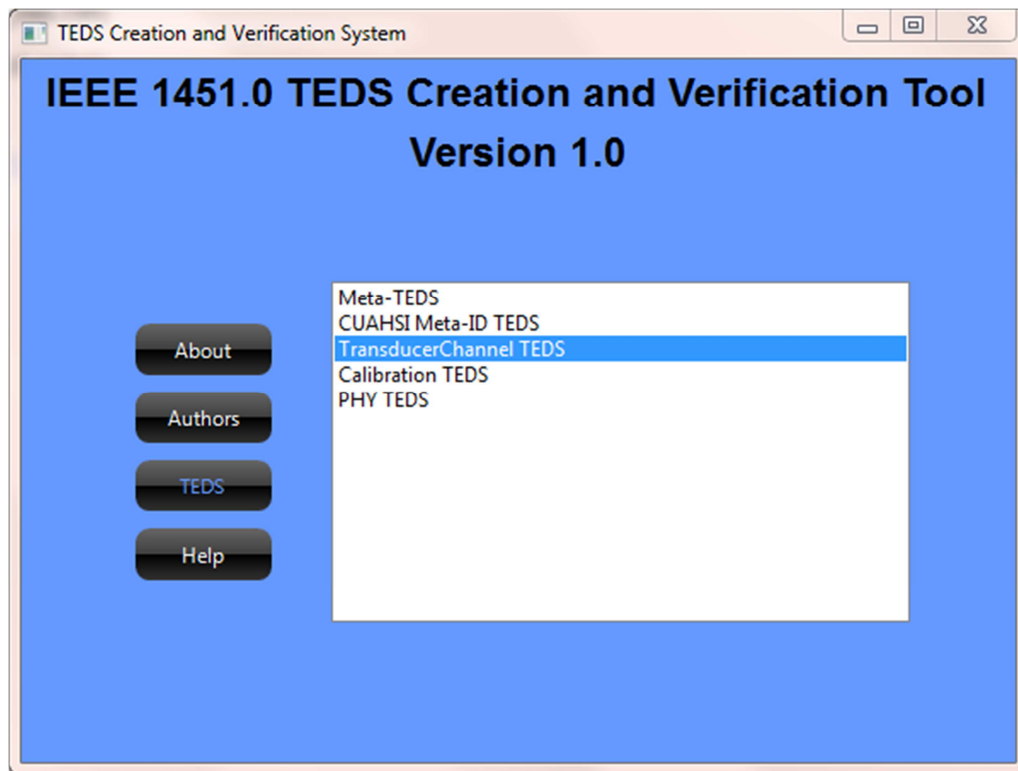 TEDS Creation and Verification System
IEEE 1451.0 TEDS Creation and Verification Tool
Version 1.0
Meta-TEDS
CUAHSI Meta-ID TEDS
TransducerChannel TEDS
Calibration TEDS
PHY TEDS
About
Authors
TEDS
Help